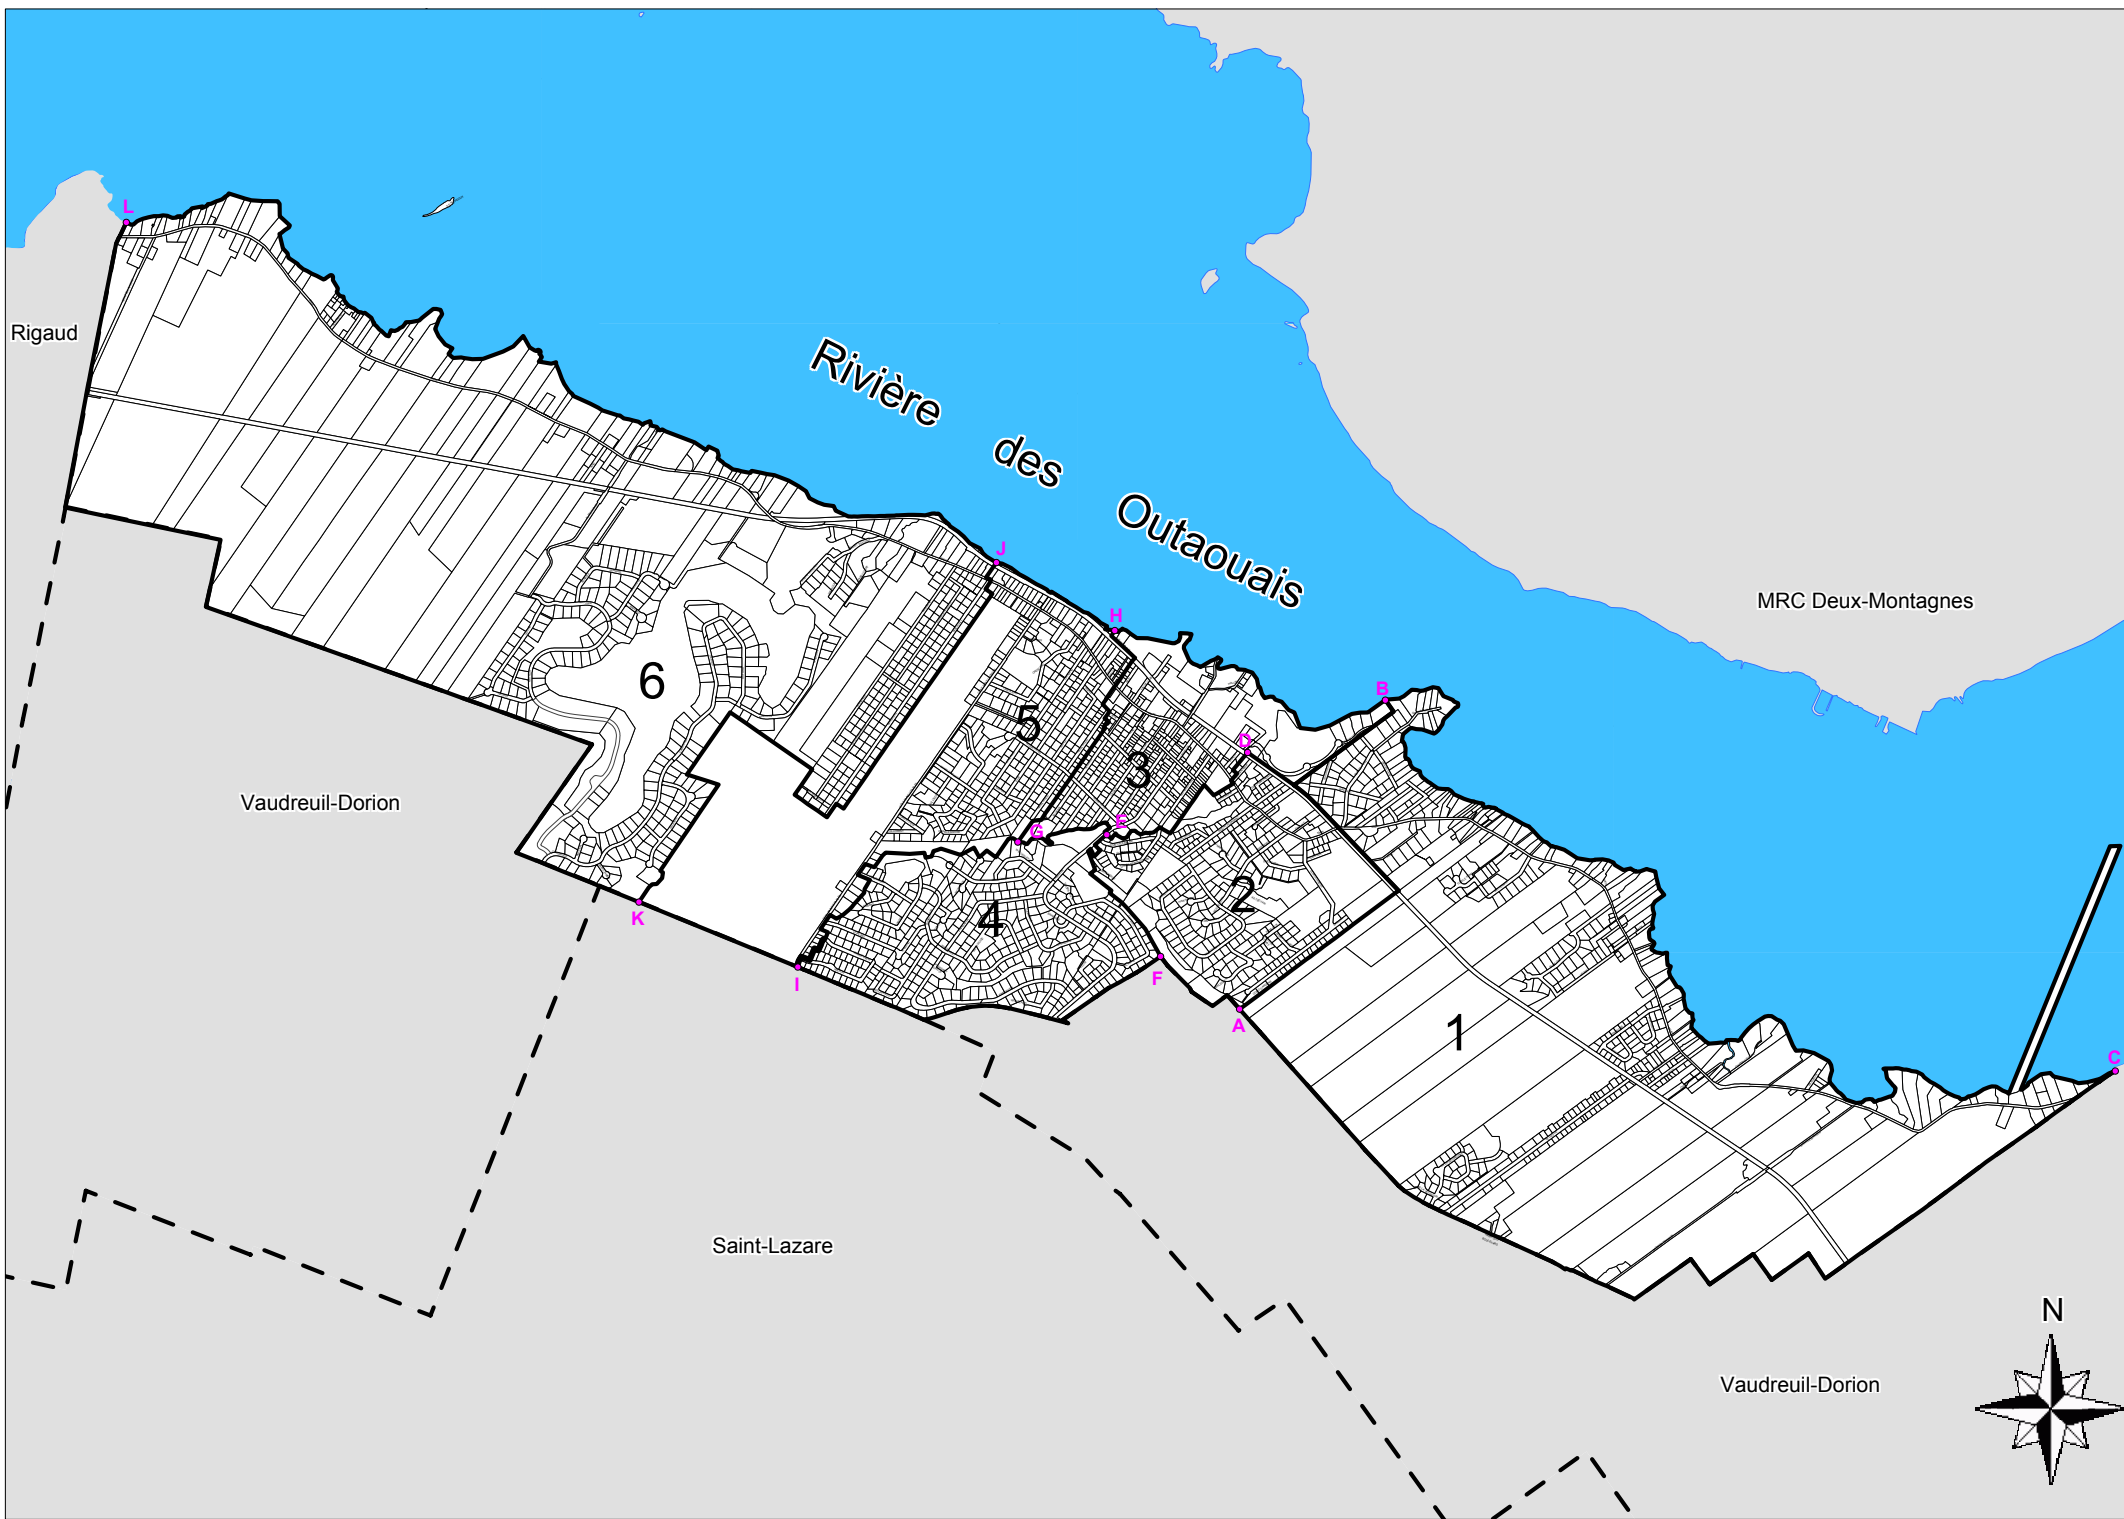 L
Rigaud
Rivière
des
Outaouais
J
MRC Deux-Montagnes
H
6
B
5
D
3
Vaudreuil-Dorion
G
E
2
4
K
F
I
A
1
C
Saint-Lazare
N
Vaudreuil-Dorion